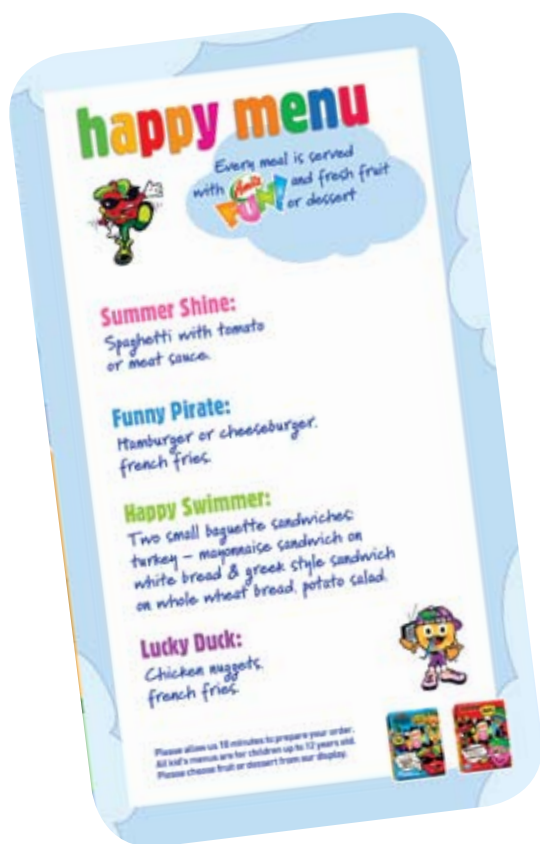 happy menu
Every meal is served
with Amita FUN! and fresh fruit
or dessert
Summer Shine:
Spaghetti with tomato
or meat sauce.
Funny Pirate:
Hamburger or cheeseburger.
french fries.
Happy Swimmer:
Two small baguette sandwiches:
turkey – mayonnaise sandwich on
white bread & greek style sandwich
on whole wheat bread, potato salad.
Lucky Duck:
Chicken nuggets.
french fries.
Please allow us 18 minutes to prepare your order.
All kid's menus are for children up to 12 years old.
Please choose fruit or dessert from our display.